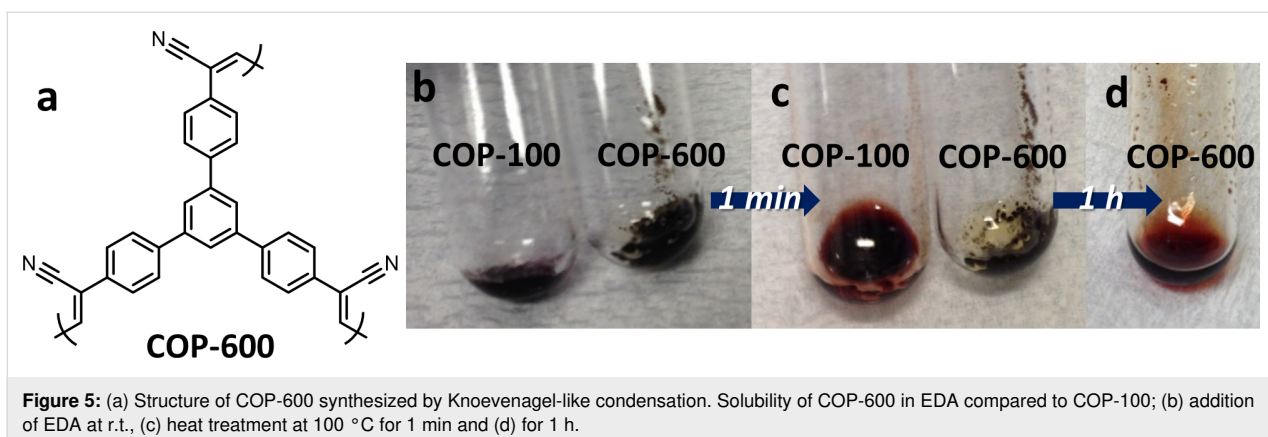 N
a
N
N
COP-600
b
COP-100
COP-600
1 min
c
COP-100
COP-600
1 h
d
COP-600
Figure 5: (a) Structure of COP-600 synthesized by Knoevenagel-like condensation. Solubility of COP-600 in EDA compared to COP-100; (b) addition
of EDA at r.t., (c) heat treatment at 100 °C for 1 min and (d) for 1 h.